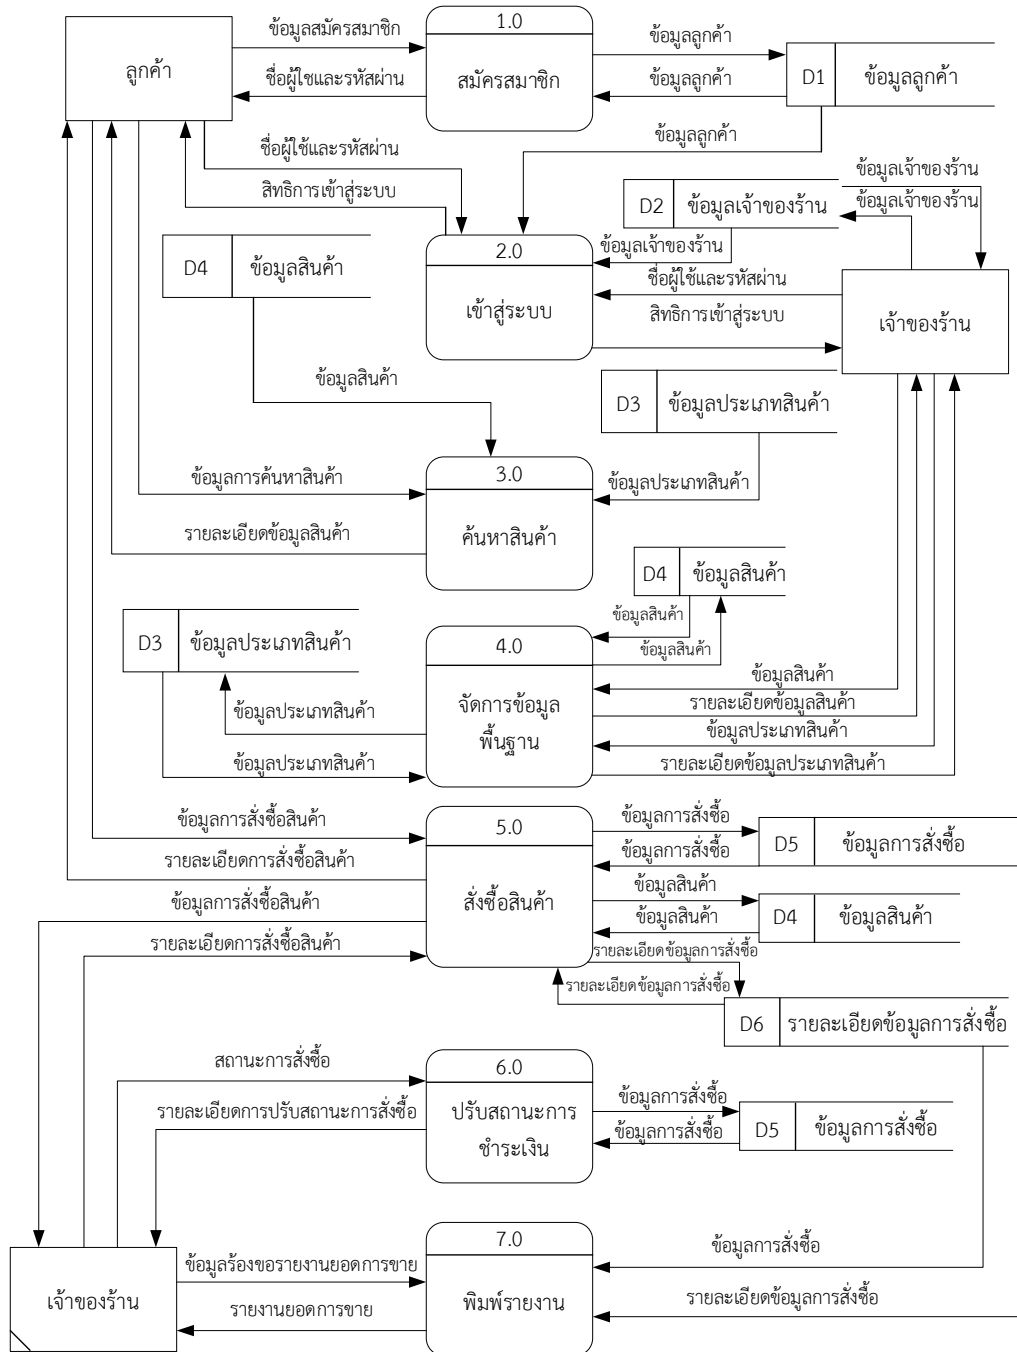 1.0
ข้อมูลสมัครสมาชิก
ข้อมูลลูกค้า
ลูกค้า
D1
ข้อมูลลูกค้า
ชื่อผู้ใช้และรหัสผ่าน
สมัครสมาชิก
ข้อมูลลูกค้า
ข้อมูลลูกค้า
ชื่อผู้ใช้และรหัสผ่าน
สิทธิการเข้าสู่ระบบ
ข้อมูลเจ้าของร้าน
D2
ข้อมูลเจ้าของร้าน
ข้อมูลเจ้าของร้าน
2.0
ข้อมูลเจ้าของร้าน
D4
ข้อมูลสินค้า
ชื่อผู้ใช้และรหัสผ่าน
เข้าสู่ระบบ
สิทธิการเข้าสู่ระบบ
เจ้าของร้าน
ข้อมูลสินค้า
D3
ข้อมูลประเภทสินค้า
3.0
ข้อมูลการค้นหาสินค้า
ข้อมูลประเภทสินค้า
รายละเอียดข้อมูลสินค้า
ค้นหาสินค้า
D4
ข้อมูลสินค้า
ข้อมูลสินค้า
D3
ข้อมูลประเภทสินค้า
4.0
ข้อมูลสินค้า
ข้อมูลสินค้า
จัดการข้อมูล
พื้นฐาน
รายละเอียดข้อมูลสินค้า
ข้อมูลประเภทสินค้า
ข้อมูลประเภทสินค้า
ข้อมูลประเภทสินค้า
รายละเอียดข้อมูลประเภทสินค้า
5.0
ข้อมูลการสั่งซื้อสินค้า
ข้อมูลการสั่งซื้อ
D5
ข้อมูลการสั่งซื้อ
รายละเอียดการสั่งซื้อสินค้า
ข้อมูลการสั่งซื้อ
ข้อมูลการสั่งซื้อสินค้า
สั่งซื้อสินค้า
ข้อมูลสินค้า
D4
ข้อมูลสินค้า
ข้อมูลสินค้า
รายละเอียดการสั่งซื้อสินค้า
รายละเอียดข้อมูลการสั่งซื้อ
รายละเอียดข้อมูลการสั่งซื้อ
D6
รายละเอียดข้อมูลการสั่งซื้อ
สถานะการสั่งซื้อ
6.0
รายละเอียดการปรับสถานะการสั่งซื้อ
ปรับสถานะการ
ชำระเงิน
ข้อมูลการสั่งซื้อ
ข้อมูลการสั่งซื้อ
D5
ข้อมูลการสั่งซื้อ
7.0
ข้อมูลการสั่งซื้อ
ข้อมูลร้องขอรายงานยอดการขาย
เจ้าของร้าน
พิมพ์รายงาน
รายละเอียดข้อมูลการสั่งซื้อ
รายงานยอดการขาย